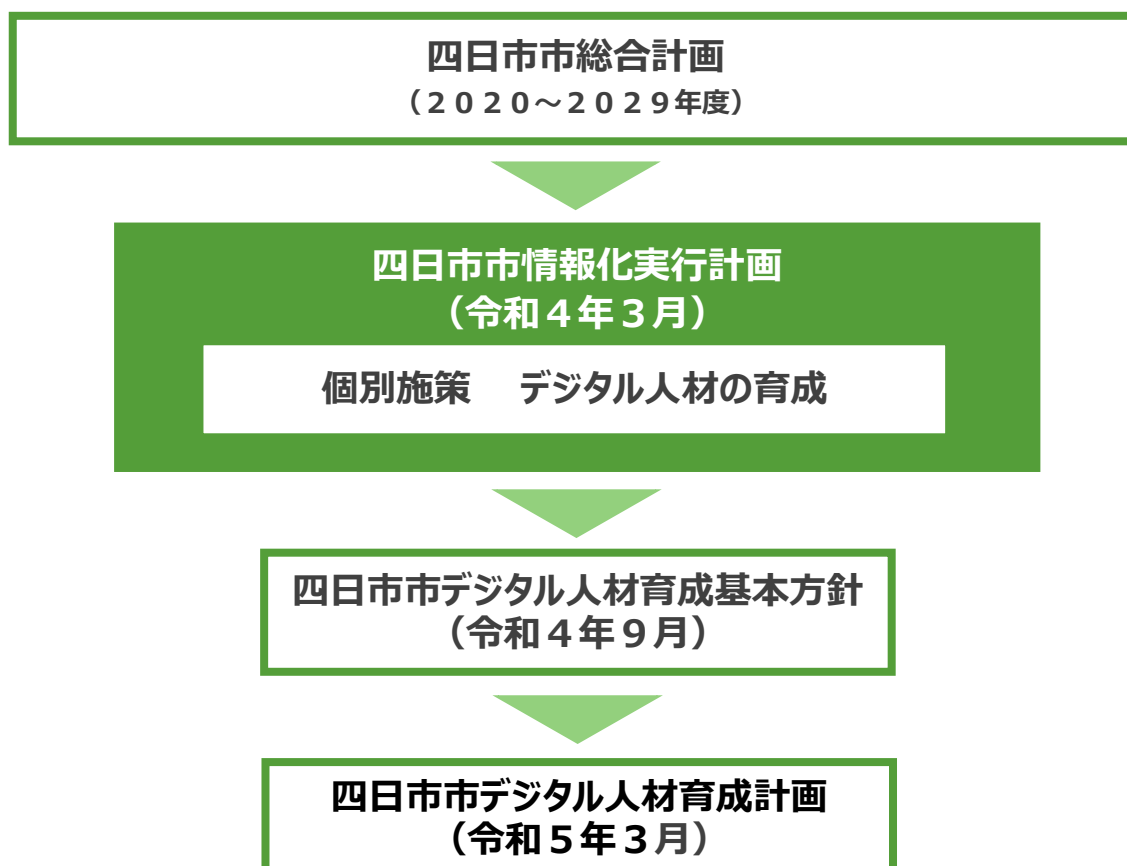 四日市市総合計画
（２０２０～２０２９年度）
四日市市情報化実行計画
（令和４年３月）
個別施策　デジタル人材の育成
四日市市デジタル人材育成基本方針
（令和４年９月）
四日市市デジタル人材育成計画
（令和５年３月）